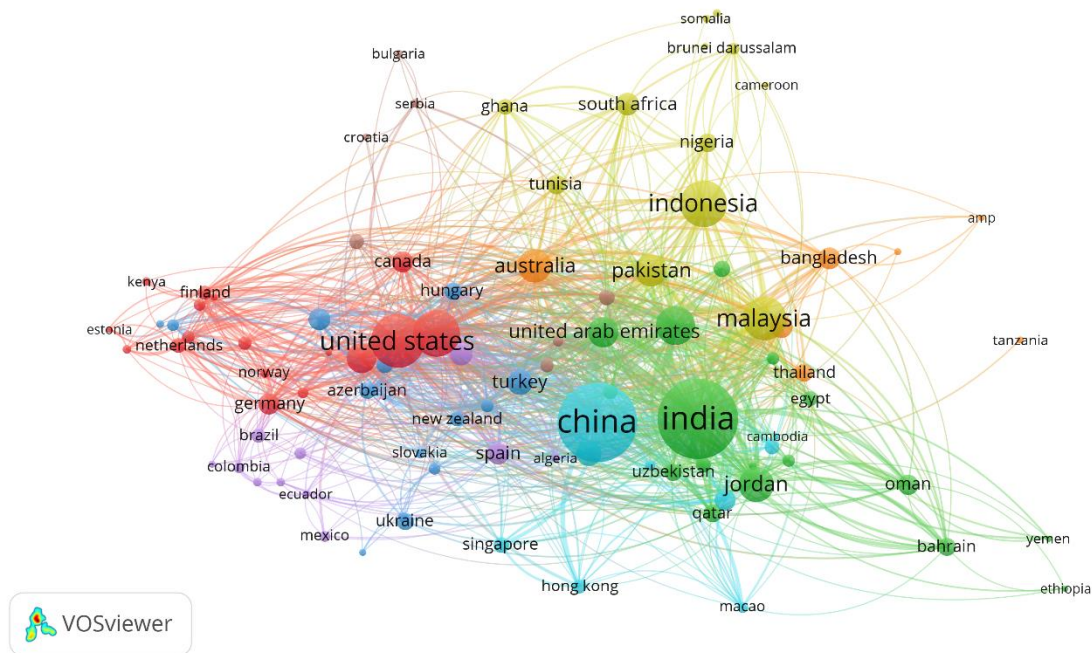 somalia
brunei darussalam
bulgaria
cameroon
serbia
ghana
south africa
croatia
nigeria
tunisia
indonesia
amp
canada
australia
pakistan
bangladesh
kenya
finland
hungary
estonia
united states
united arab emirates
malaysia
netherlands
tanzania
norway
azerbaijan
turkey
thailand
germany
egypt
new zealand
china
india
brazil
cambodia
slovakia
spain
algeria
colombia
uzbekistan
jordan
oman
ecuador
qatar
mexico
ukraine
singapore
bahrain
yemen
hong kong
ethiopia
macao
VOSviewer